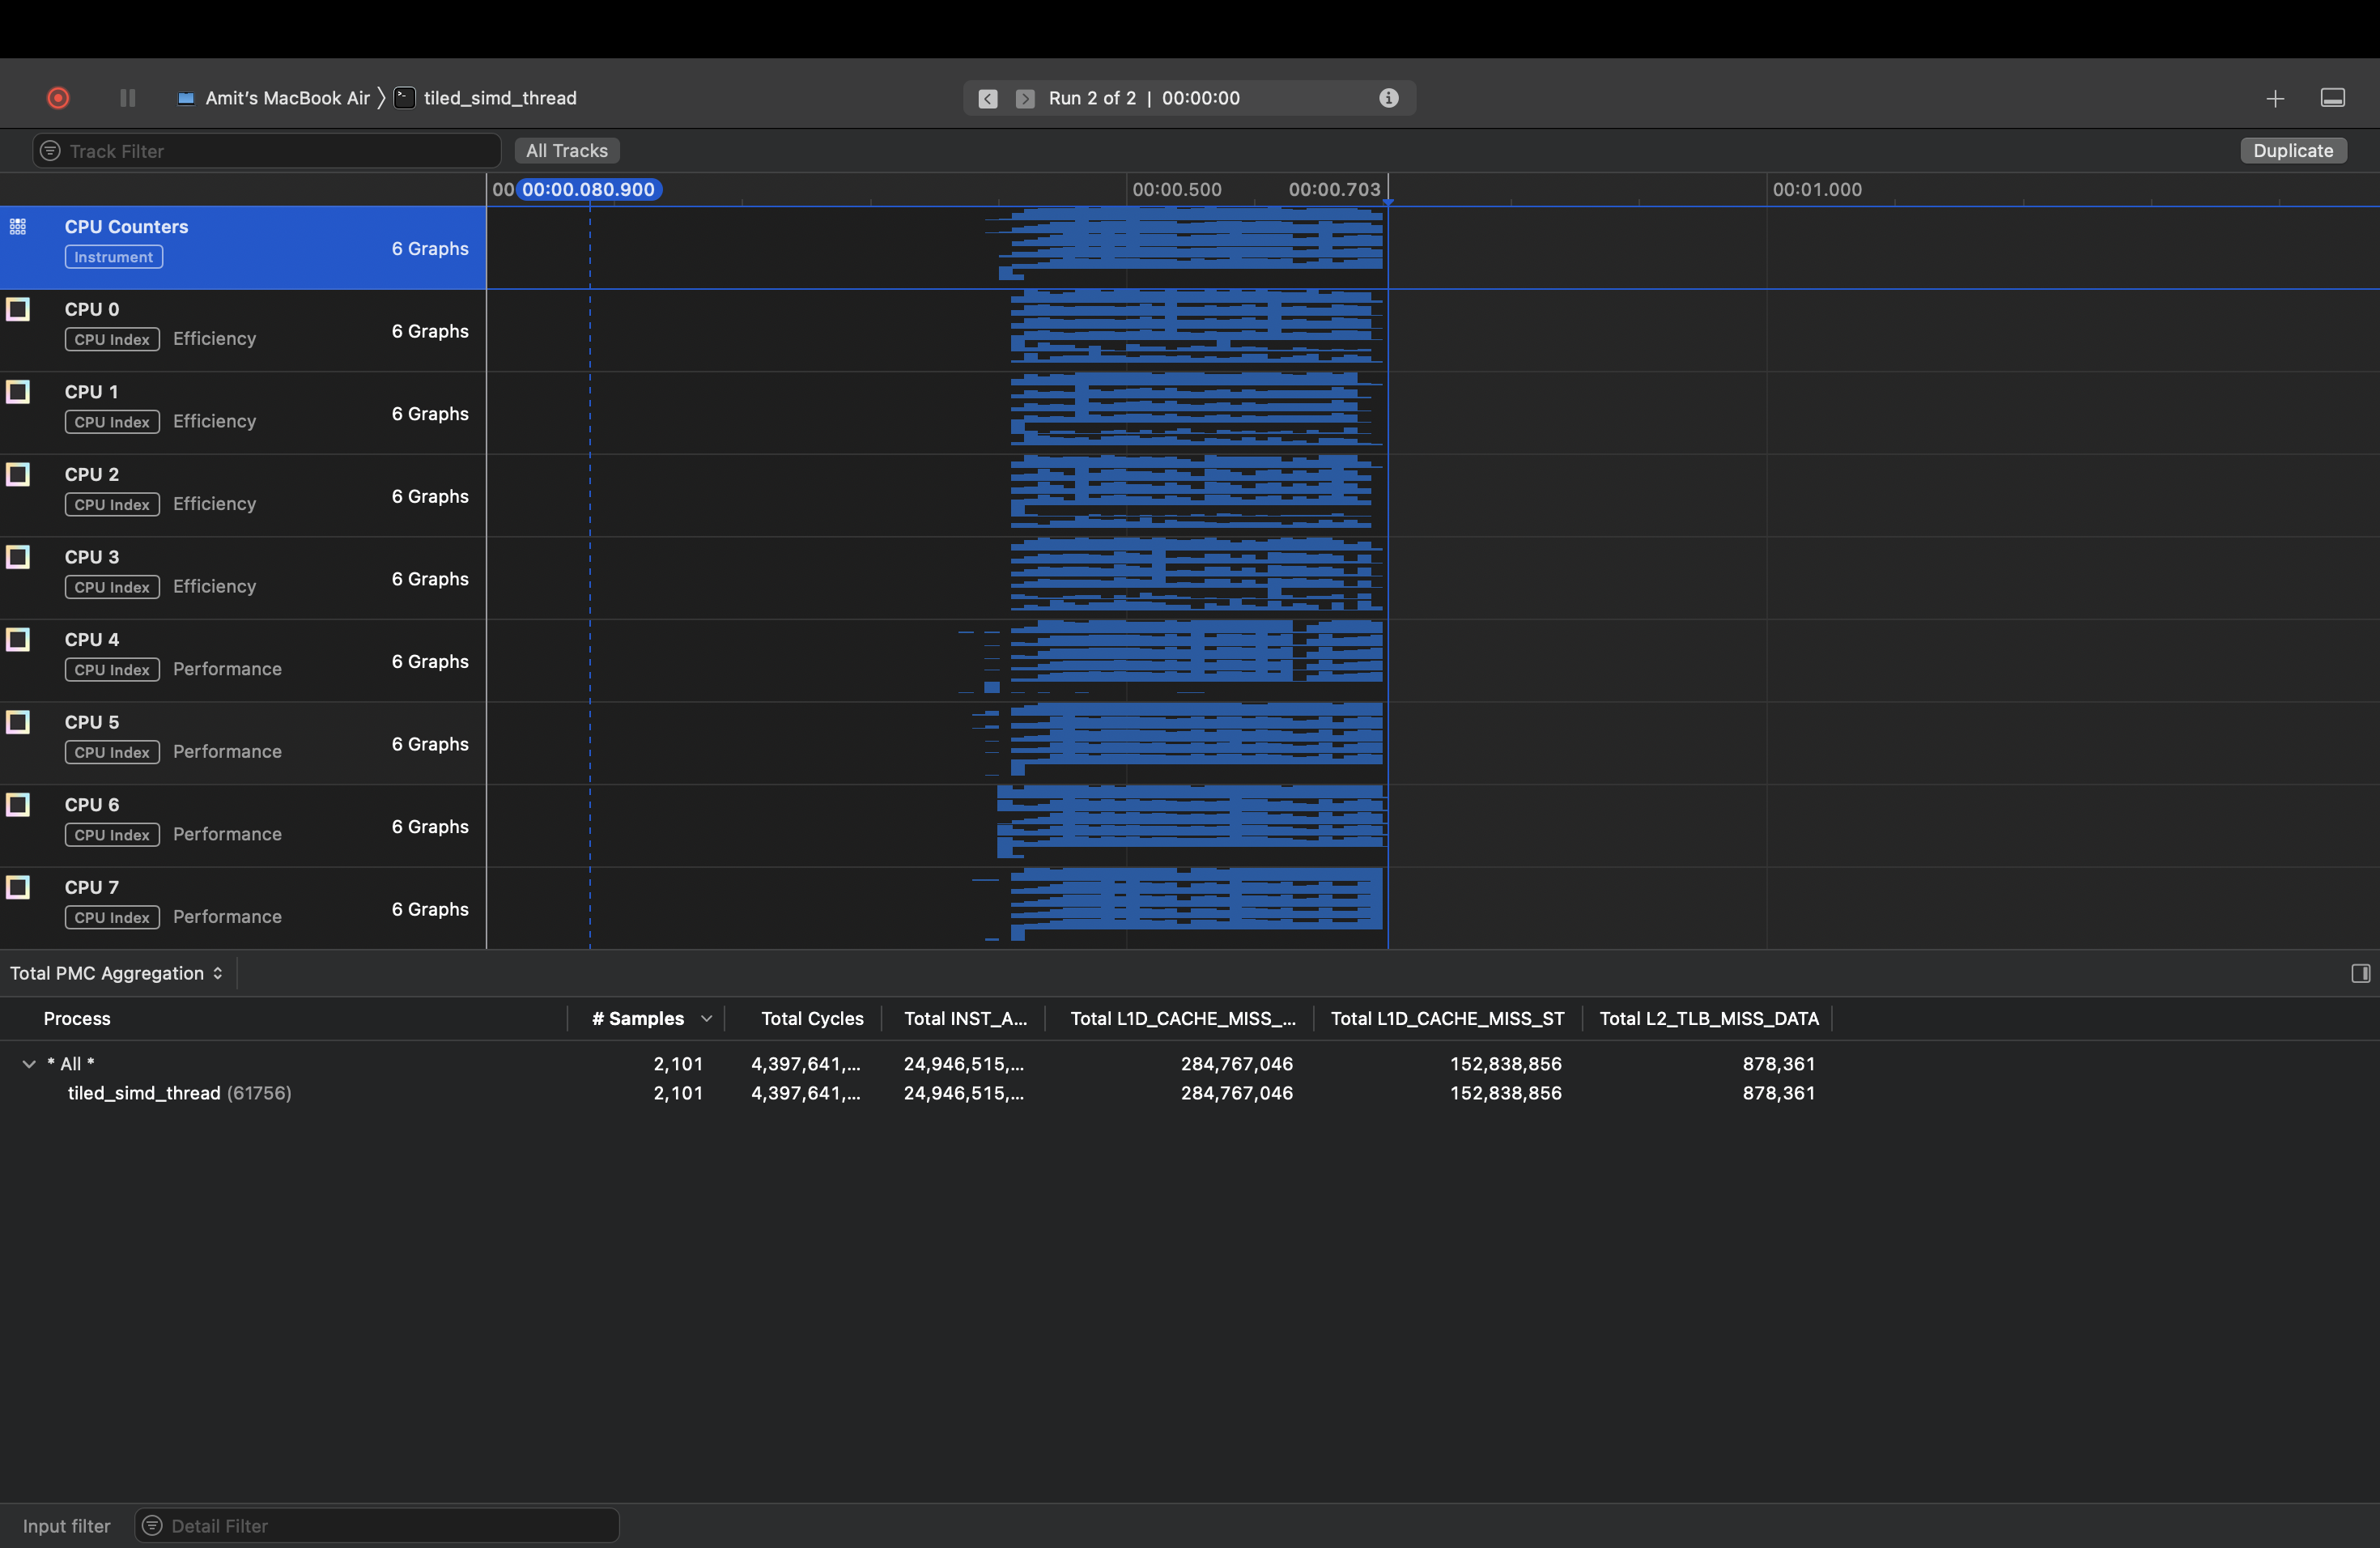 Amit's MacBook Air 〉 tiled_simd_thread
Run 2 of 2 | 00:00:00
Track Filter
All Tracks
Duplicate
00 00:00.080.900 00:00.500 00:00.703 00:01.000
CPU Counters
Instrument
6 Graphs
CPU 0
CPU Index Efficiency
6 Graphs
CPU 1
CPU Index Efficiency
6 Graphs
CPU 2
CPU Index Efficiency
6 Graphs
CPU 3
CPU Index Efficiency
6 Graphs
CPU 4
CPU Index Performance
6 Graphs
CPU 5
CPU Index Performance
6 Graphs
CPU 6
CPU Index Performance
6 Graphs
CPU 7
CPU Index Performance
6 Graphs
Total PMC Aggregation
Process # Samples Total Cycles Total INST_A... Total L1D_CACHE_MISS_... Total L1D_CACHE_MISS_ST Total L2_TLB_MISS_DATA
* All * 2,101 4,397,641,... 24,946,515,... 284,767,046 152,838,856 878,361
tiled_simd_thread (61756) 2,101 4,397,641,... 24,946,515,... 284,767,046 152,838,856 878,361
Input filter Detail Filter